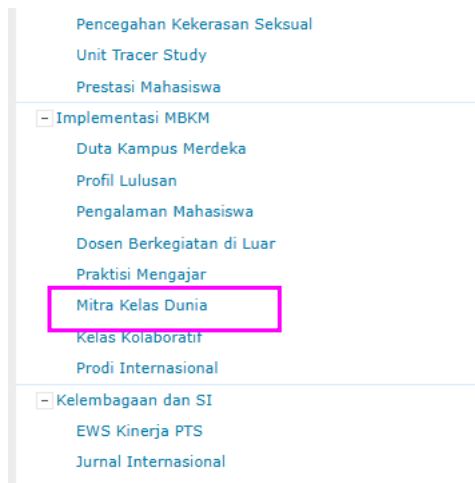 Pencegahan Kekerasan Seksual
Unit Tracer Study
Prestasi Mahasiswa
Implementasi MBKM
Duta Kampus Merdeka
Profil Lulusan
Pengalaman Mahasiswa
Dosen Berkegiatan di Luar
Praktisi Mengajar
Mitra Kelas Dunia
Kelas Kolaboratif
Prodi Internasional
Kelembagaan dan SI
EWS Kinerja PTS
Jurnal Internasional